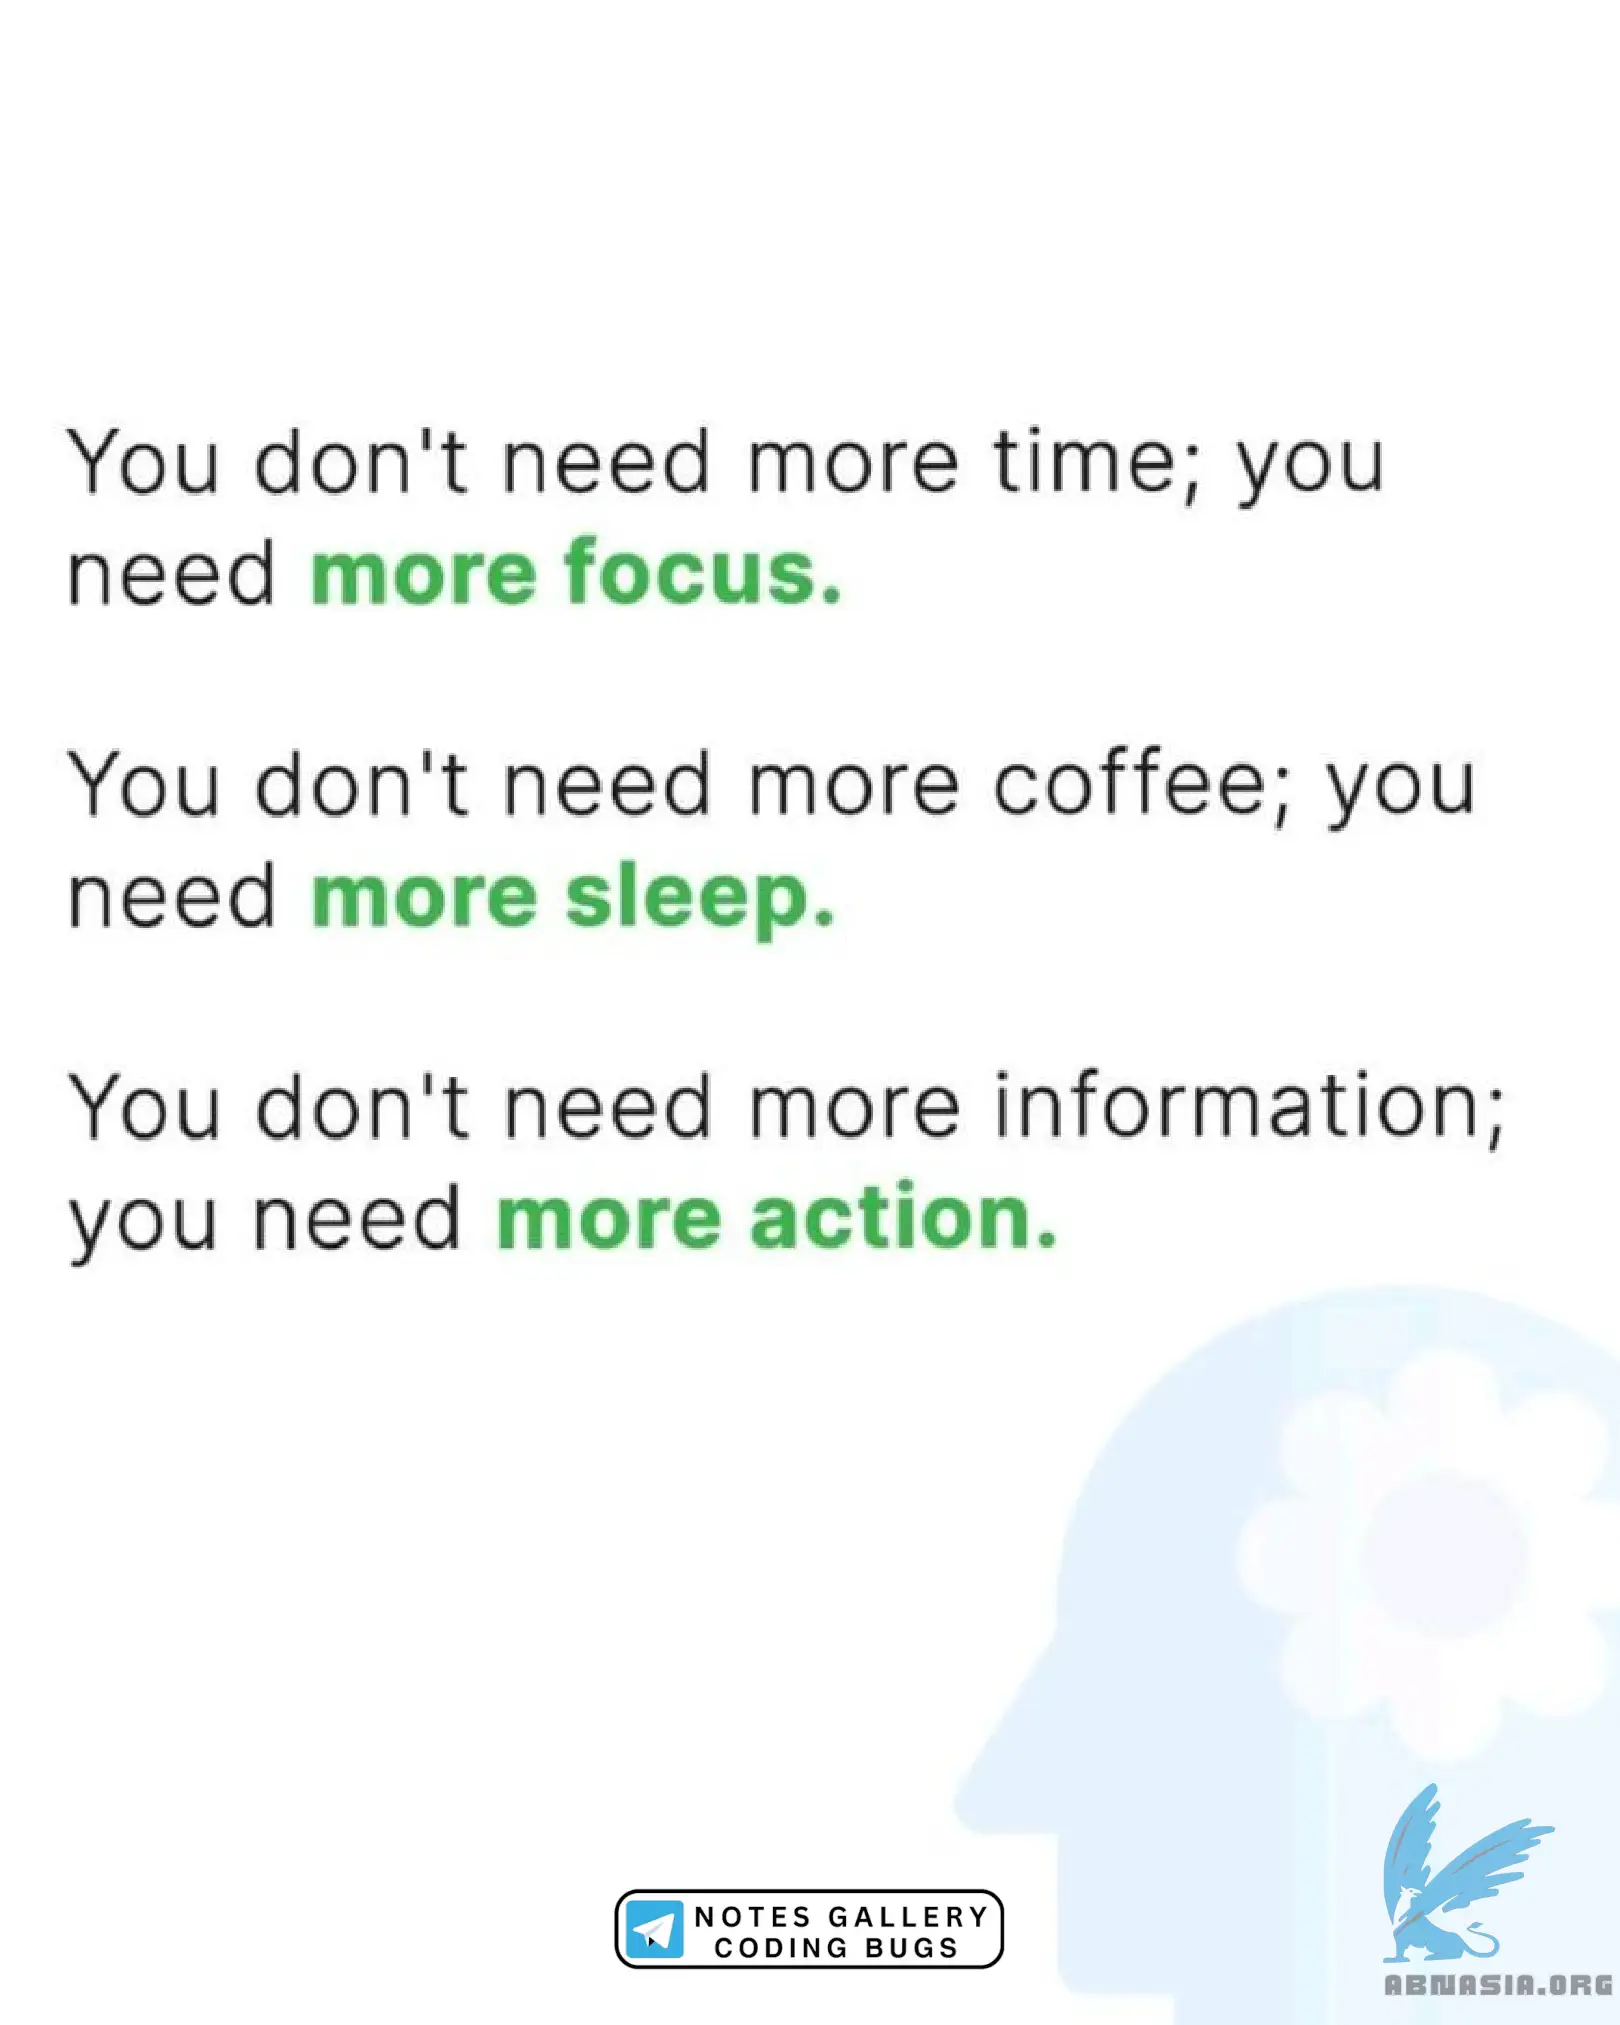 You don't need more time; you
need more focus.
You don't need more coffee; you
need more sleep.
You don't need more information;
you need more action.
NOTES GALLERY
CODING BUGS
ABNASIA.ORG